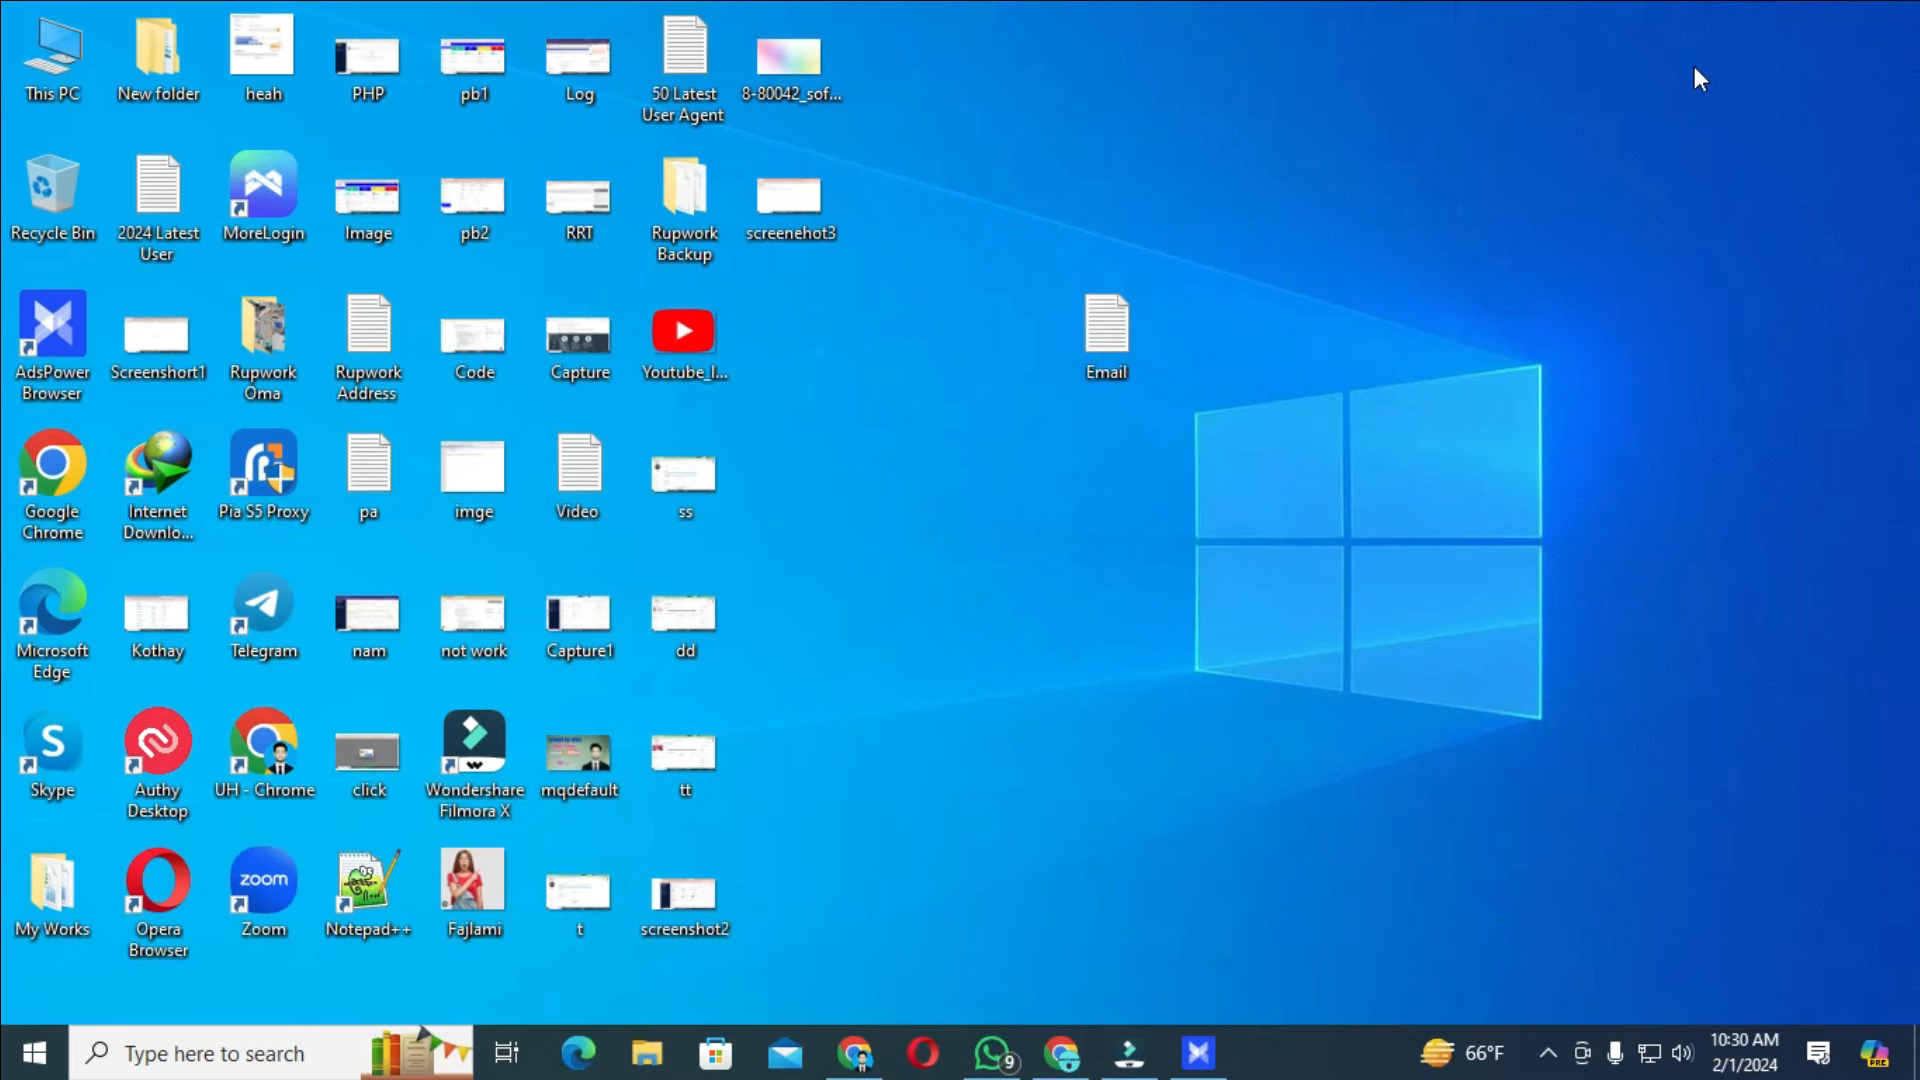 This PC
New folder
heah
PHP
pb1
Log
50 Latest
User Agent
8-80042_sof...
Recycle Bin
2024 Latest
User
MoreLogin
Image
pb2
RRT
Rupwork
Backup
screenehot3
AdsPower
Browser
Screenshort1
Rupwork
Oma
Rupwork
Address
Code
Capture
Youtube_l...
Email
Google
Chrome
Internet
Downlo...
Pia S5 Proxy
pa
imge
Video
ss
Microsoft
Edge
Kothay
Telegram
nam
not work
Capture1
dd
Skype
Authy
Desktop
UH - Chrome
click
Wondershare
Filmora X
mqdefault
tt
My Works
Opera
Browser
zoom
Zoom
Notepad++
Fajlami
t
screenshot2
Type here to search
9
66°F
10:30 AM
2/1/2024
PRE